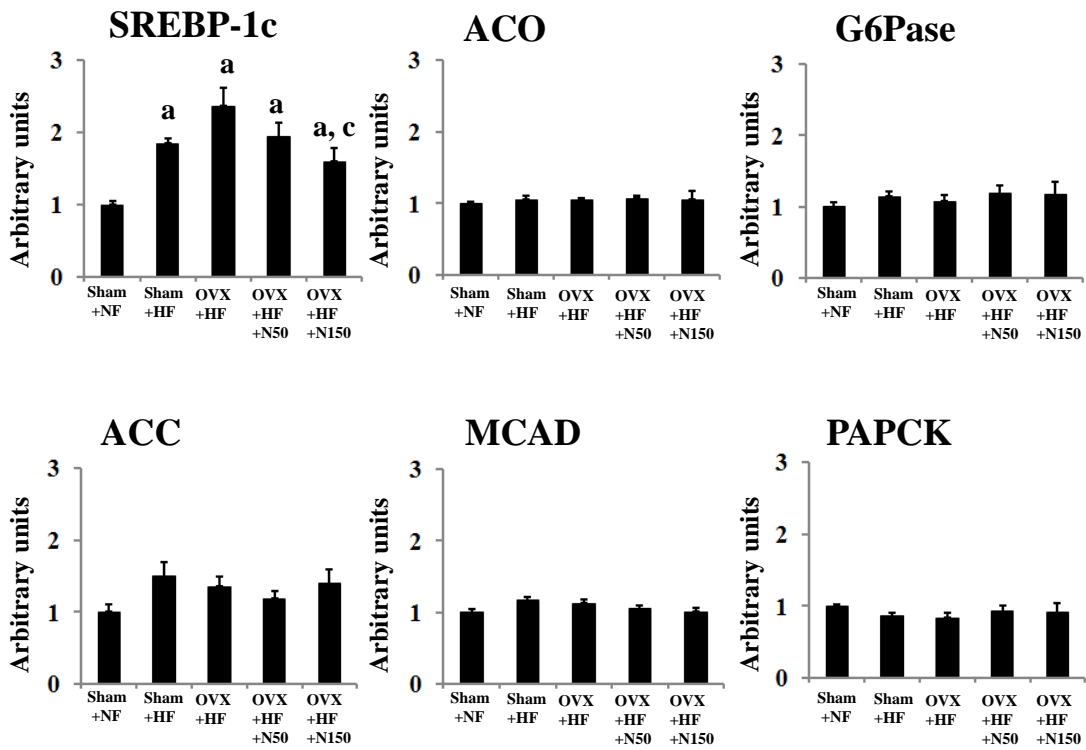 SREBP-1c
Arbitrary units
3
2
1
0
a
a
a
a, c
Sham +NF
Sham +HF
OVX +HF
OVX +HF +N50
OVX +HF +N150
ACO
Arbitrary units
3
2
1
0
Sham +NF
Sham +HF
OVX +HF
OVX +HF +N50
OVX +HF +N150
G6Pase
Arbitrary units
3
2
1
0
Sham +NF
Sham +HF
OVX +HF
OVX +HF +N50
OVX +HF +N150
ACC
Arbitrary units
3
2
1
0
Sham +NF
Sham +HF
OVX +HF
OVX +HF +N50
OVX +HF +N150
MCAD
Arbitrary units
3
2
1
0
Sham +NF
Sham +HF
OVX +HF
OVX +HF +N50
OVX +HF +N150
PAPCK
Arbitrary units
3
2
1
0
Sham +NF
Sham +HF
OVX +HF
OVX +HF +N50
OVX +HF +N150